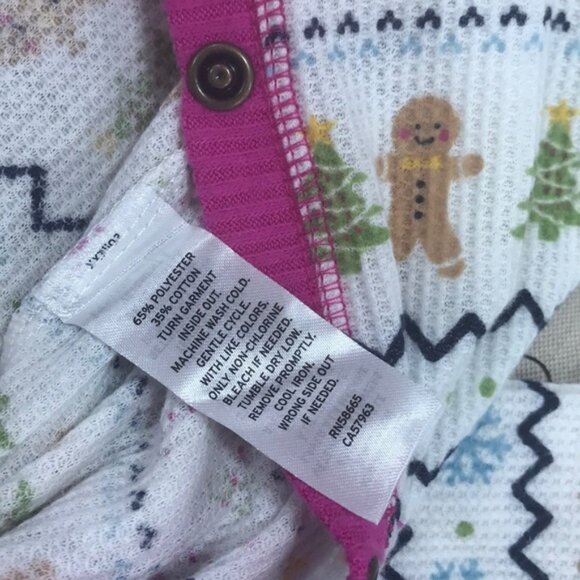 65% POLYESTER
35% COTTON
TURN GARMENT
INSIDE OUT.
MACHINE WASH COLD.
GENTLE CYCLE.
WITH LIKE COLORS.
ONLY NON-CHLORINE
BLEACH IF NEEDED.
TUMBLE DRY LOW.
REMOVE PROMPTLY.
COOL IRON.
WRONG SIDE OUT
IF NEEDED.
RN58665
CA57963